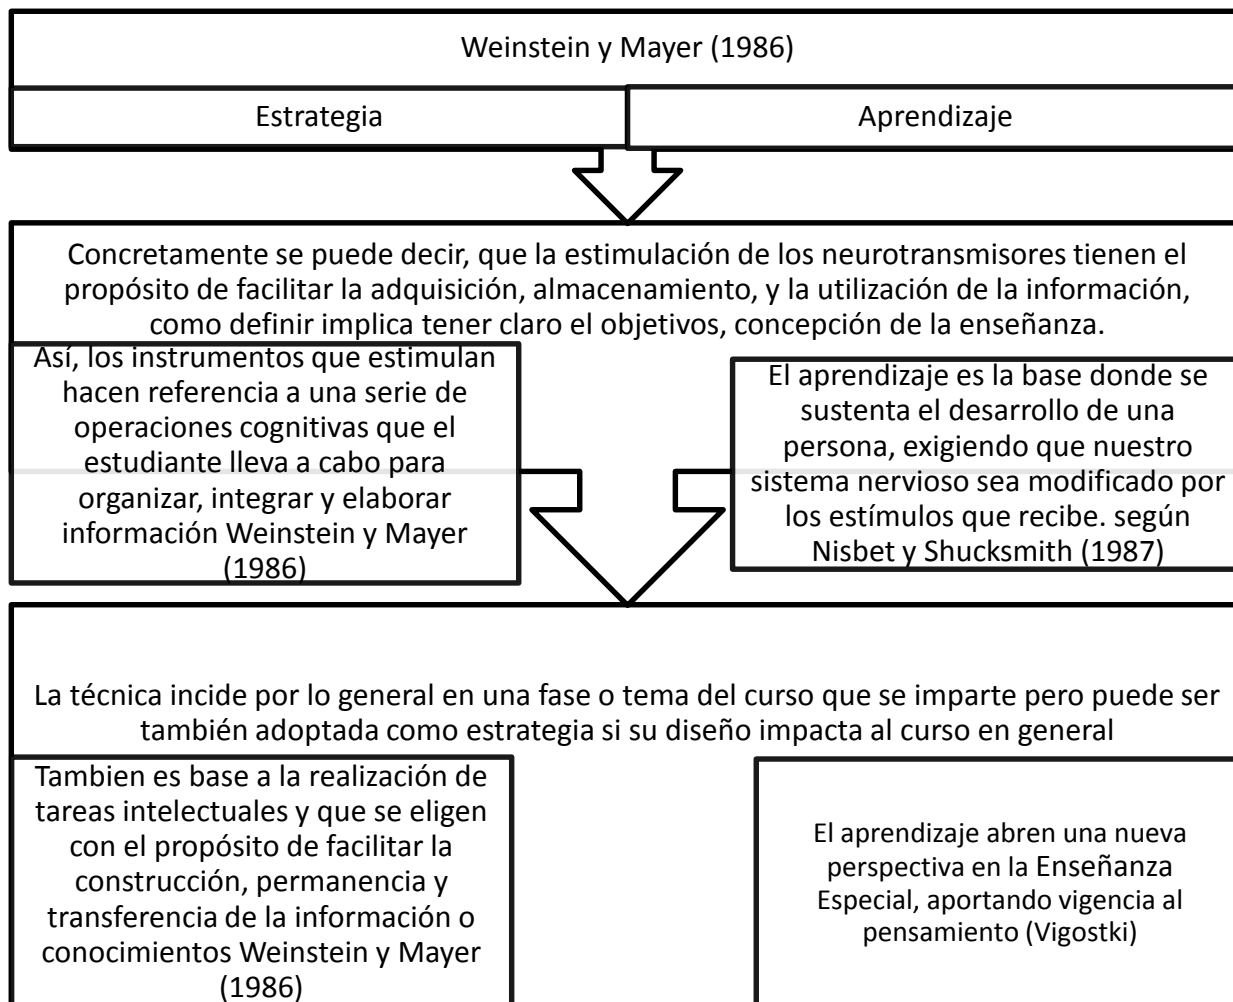 Weinstein y Mayer (1986)
Estrategia
Aprendizaje
Concretamente se puede decir, que la estimulación de los neurotransmisores tienen el
propósito de facilitar la adquisición, almacenamiento, y la utilización de la información,
como definir implica tener claro el objetivos, concepción de la enseñanza.
Así, los instrumentos que estimulan
hacen referencia a una serie de
operaciones cognitivas que el
estudiante lleva a cabo para
organizar, integrar y elaborar
información Weinstein y Mayer
(1986)
El aprendizaje es la base donde se
sustenta el desarrollo de una
persona, exigiendo que nuestro
sistema nervioso sea modificado por
los estímulos que recibe. según
Nisbet y Shucksmith (1987)
La técnica incide por lo general en una fase o tema del curso que se imparte pero puede ser
también adoptada como estrategia si su diseño impacta al curso en general
Tambien es base a la realización de
tareas intelectuales y que se eligen
con el propósito de facilitar la
construcción, permanencia y
transferencia de la información o
conocimientos Weinstein y Mayer
(1986)
El aprendizaje abren una nueva
perspectiva en la Enseñanza
Especial, aportando vigencia al
pensamiento (Vigostki)